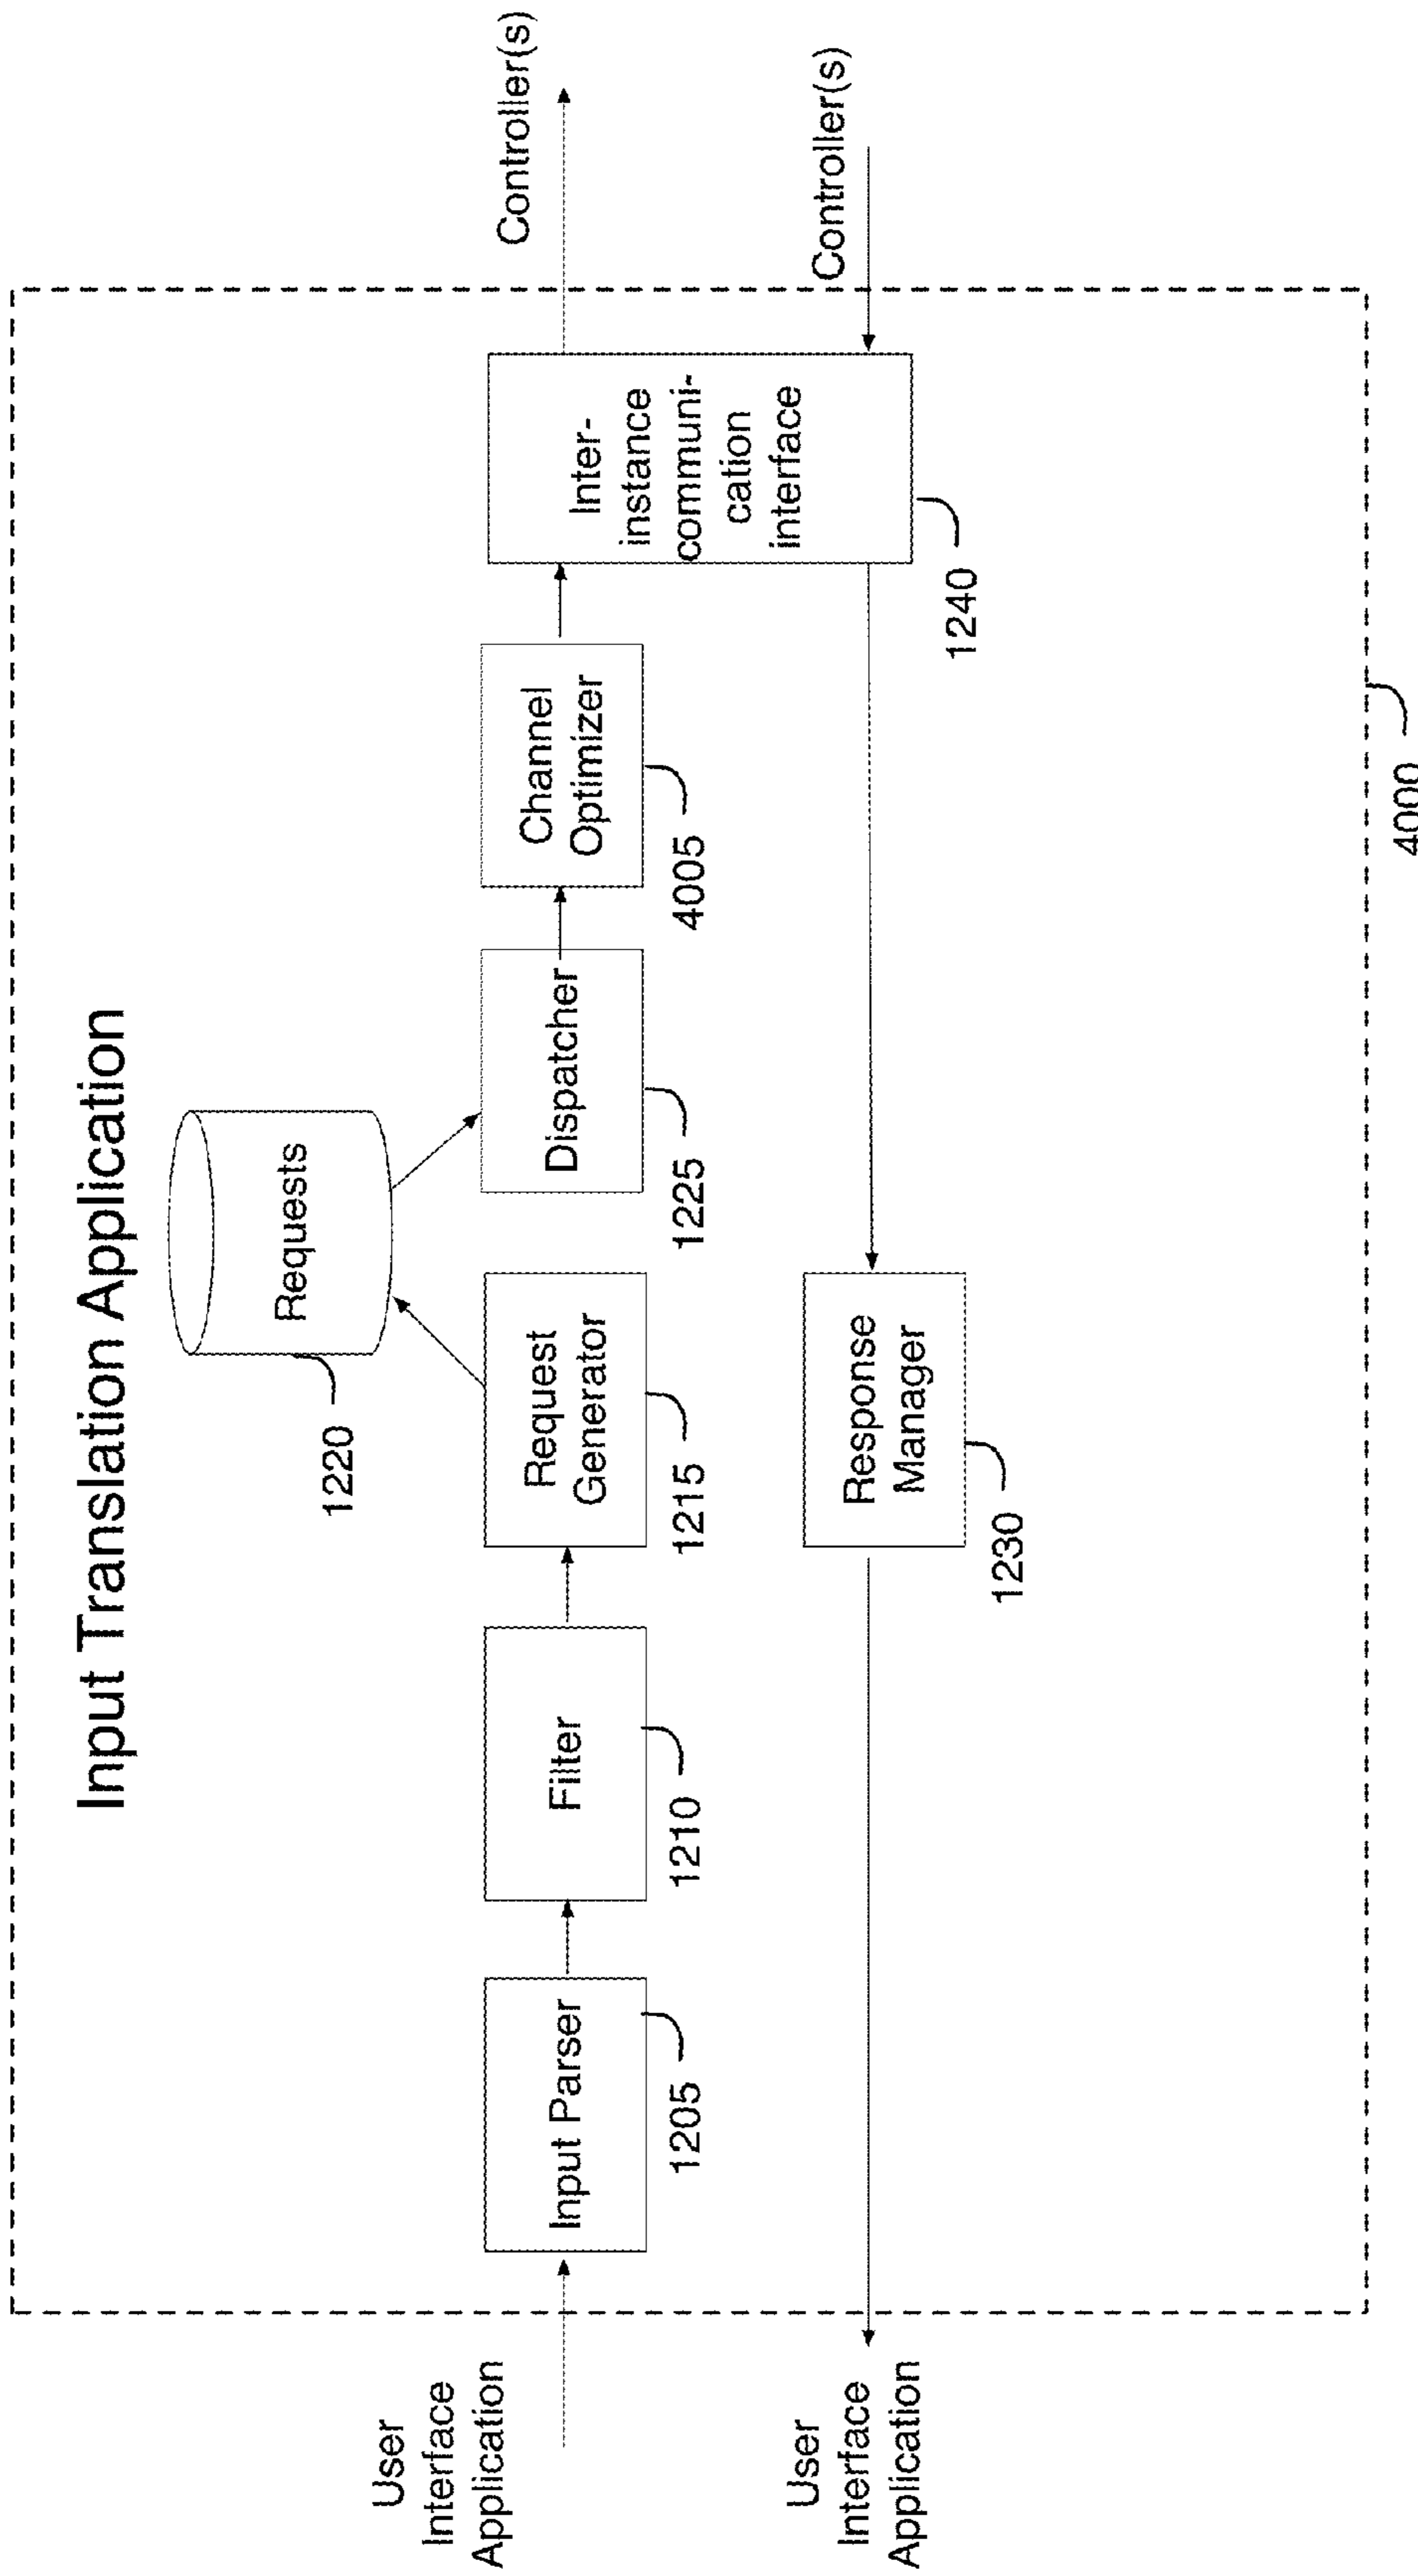 Input Translation Application
Requests
1220
User
Interface
Application
Input Parser
1205
Filter
1210
Request
Generator
1215
Dispatcher
1225
Channel
Optimizer
4005
Inter-
instance
communi-
cation
interface
1240
Controller(s)
Controller(s)
User
Interface
Application
Response
Manager
1230
4000